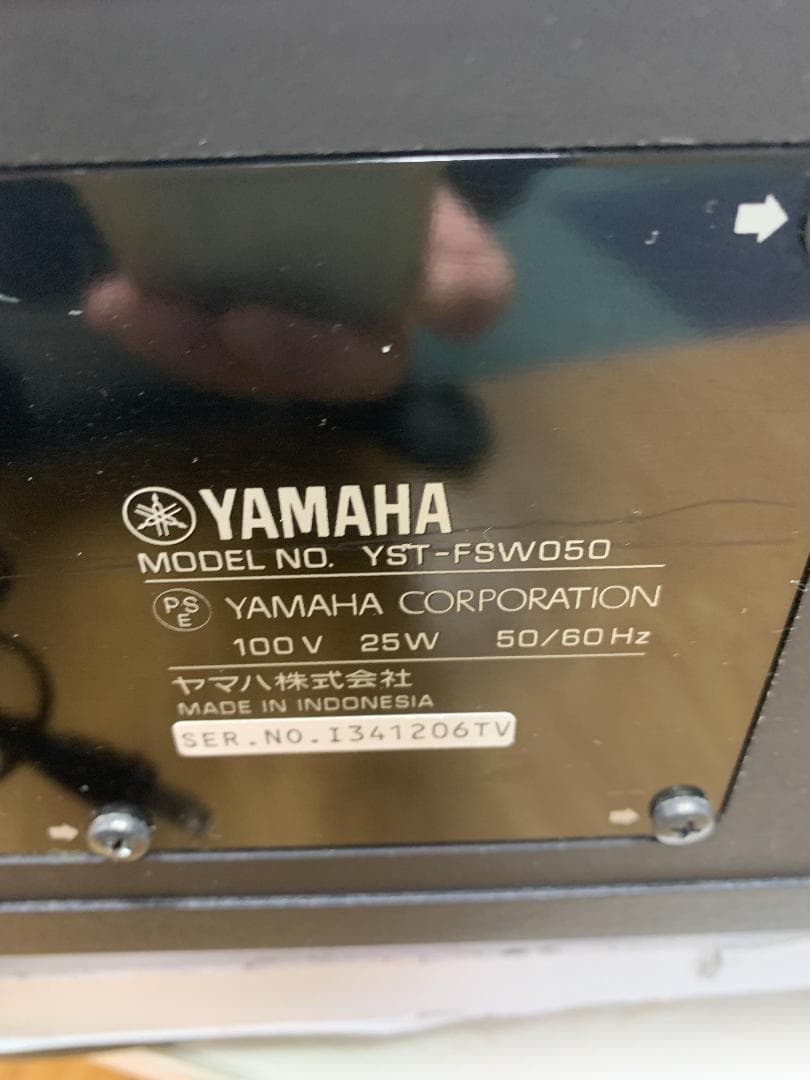 YAMAHA
MODEL NO. YST-FSW050
PSE YAMAHA CORPORATION
100V 25W 50/60Hz
ヤマハ株式会社
MADE IN INDONESIA
SER.NO.I341206TV